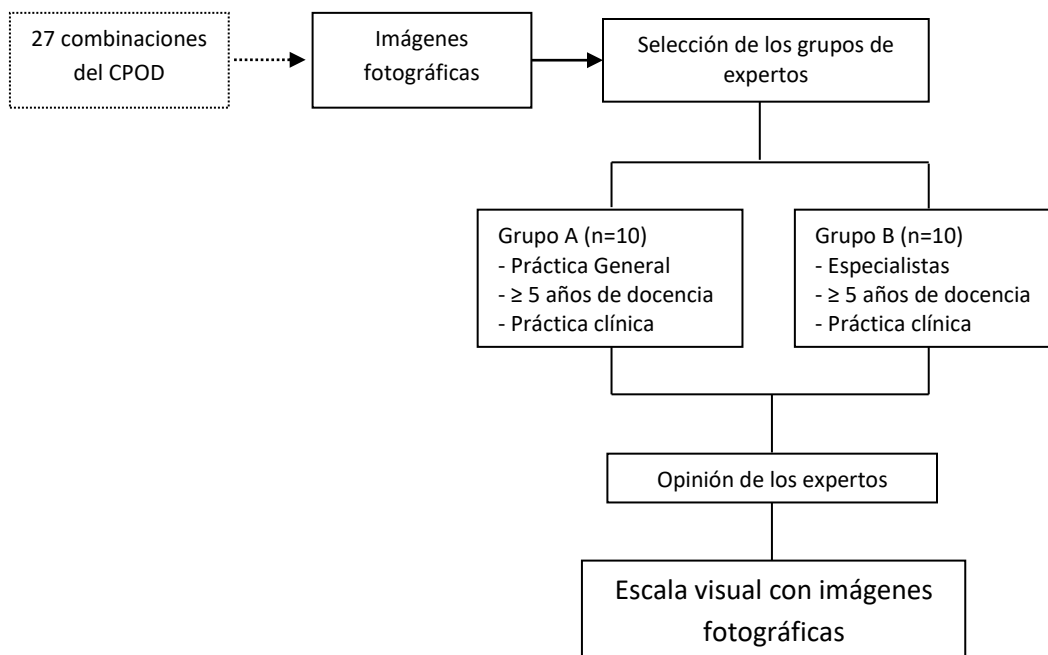 27 combinaciones
del CPOD
Imágenes
fotográficas
Selección de los grupos de
expertos
Grupo A (n=10)
- Práctica General
- ≥ 5 años de docencia
- Práctica clínica
Grupo B (n=10)
- Especialistas
- ≥ 5 años de docencia
- Práctica clínica
Opinión de los expertos
Escala visual con imágenes
fotográficas